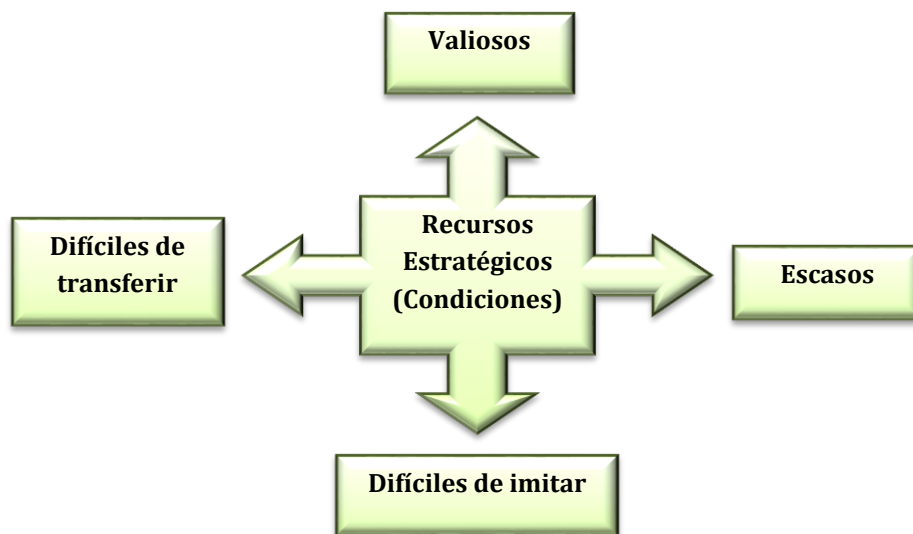 Valiosos
Difíciles de
transferir
Recursos
Estratégicos
(Condiciones)
Escasos
Difíciles de imitar